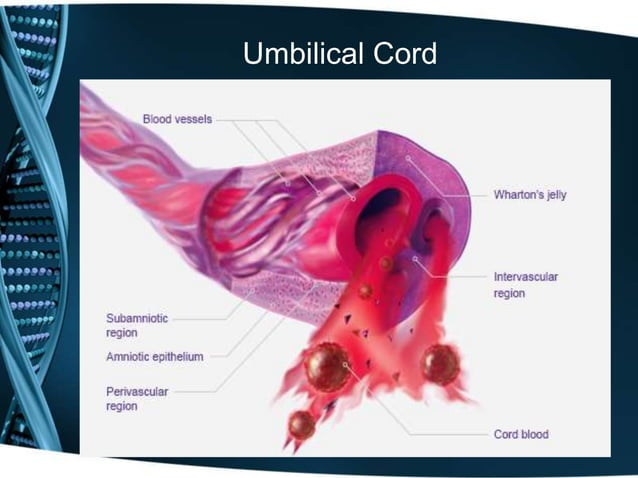 Umbilical Cord
Blood vessels
Wharton's jelly
Intervascular
region
Subamniotic
region
Amniotic epithelium
Perivascular
region
Cord blood